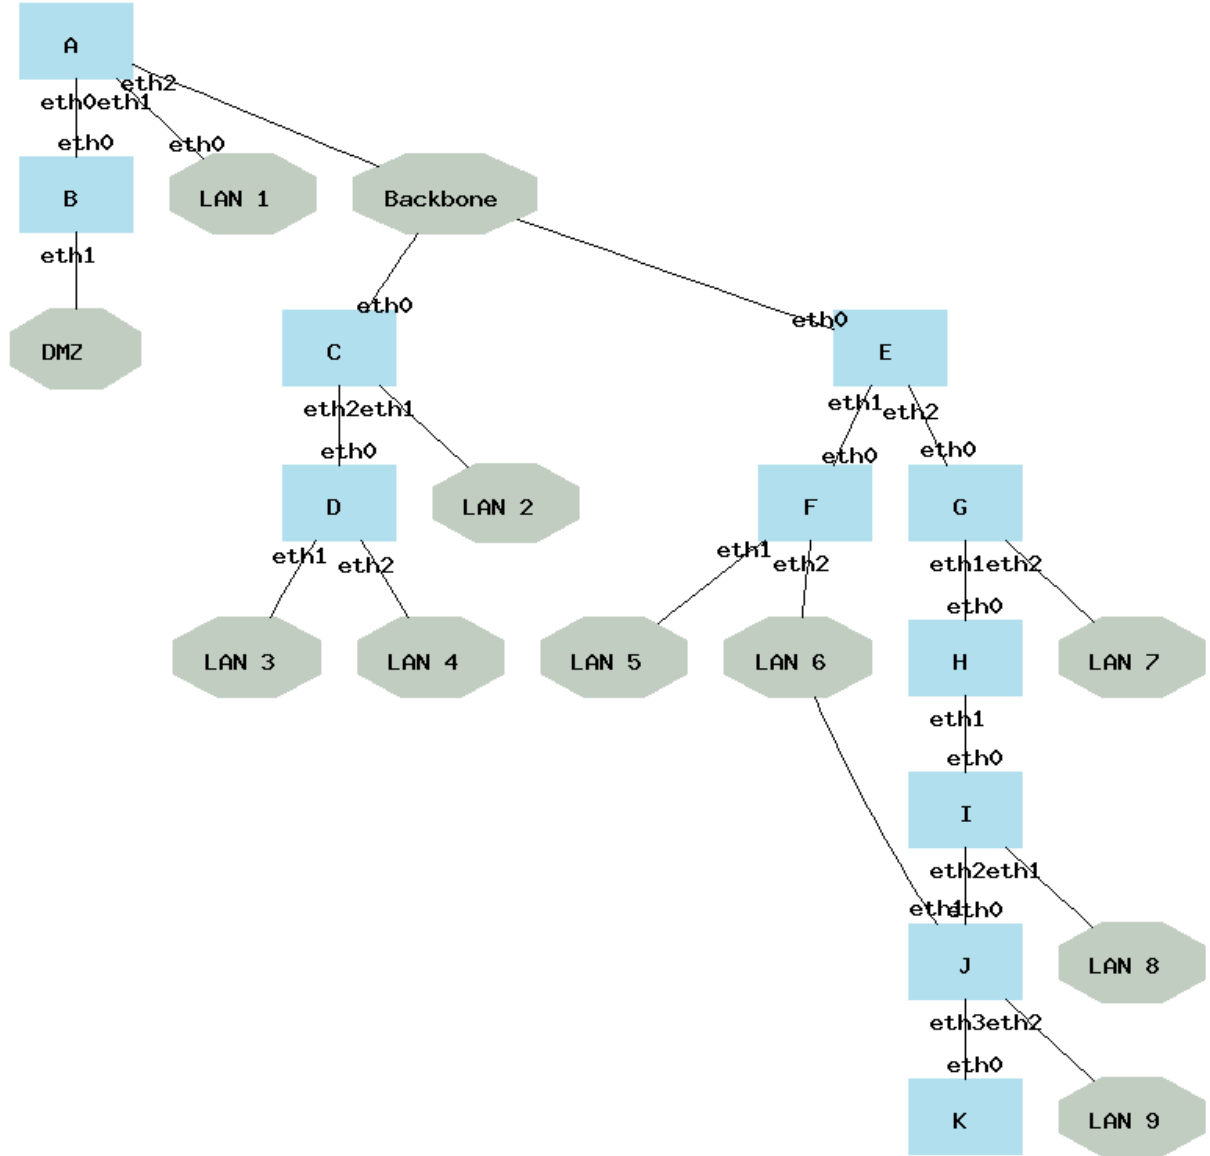 A
eth2
eth0eth1
eth0
eth0
B
LAN 1
Backbone
eth1
eth0
eth0
DMZ
C
E
eth2eth1
eth1
eth2
eth0
eth0
eth0
D
LAN 2
F
G
eth1
eth2
eth1
eth2
eth1eth2
eth0
LAN 3
LAN 4
LAN 5
LAN 6
H
LAN 7
eth1
eth0
I
eth2eth1
eth1
eth0
J
LAN 8
eth3eth2
eth0
K
LAN 9